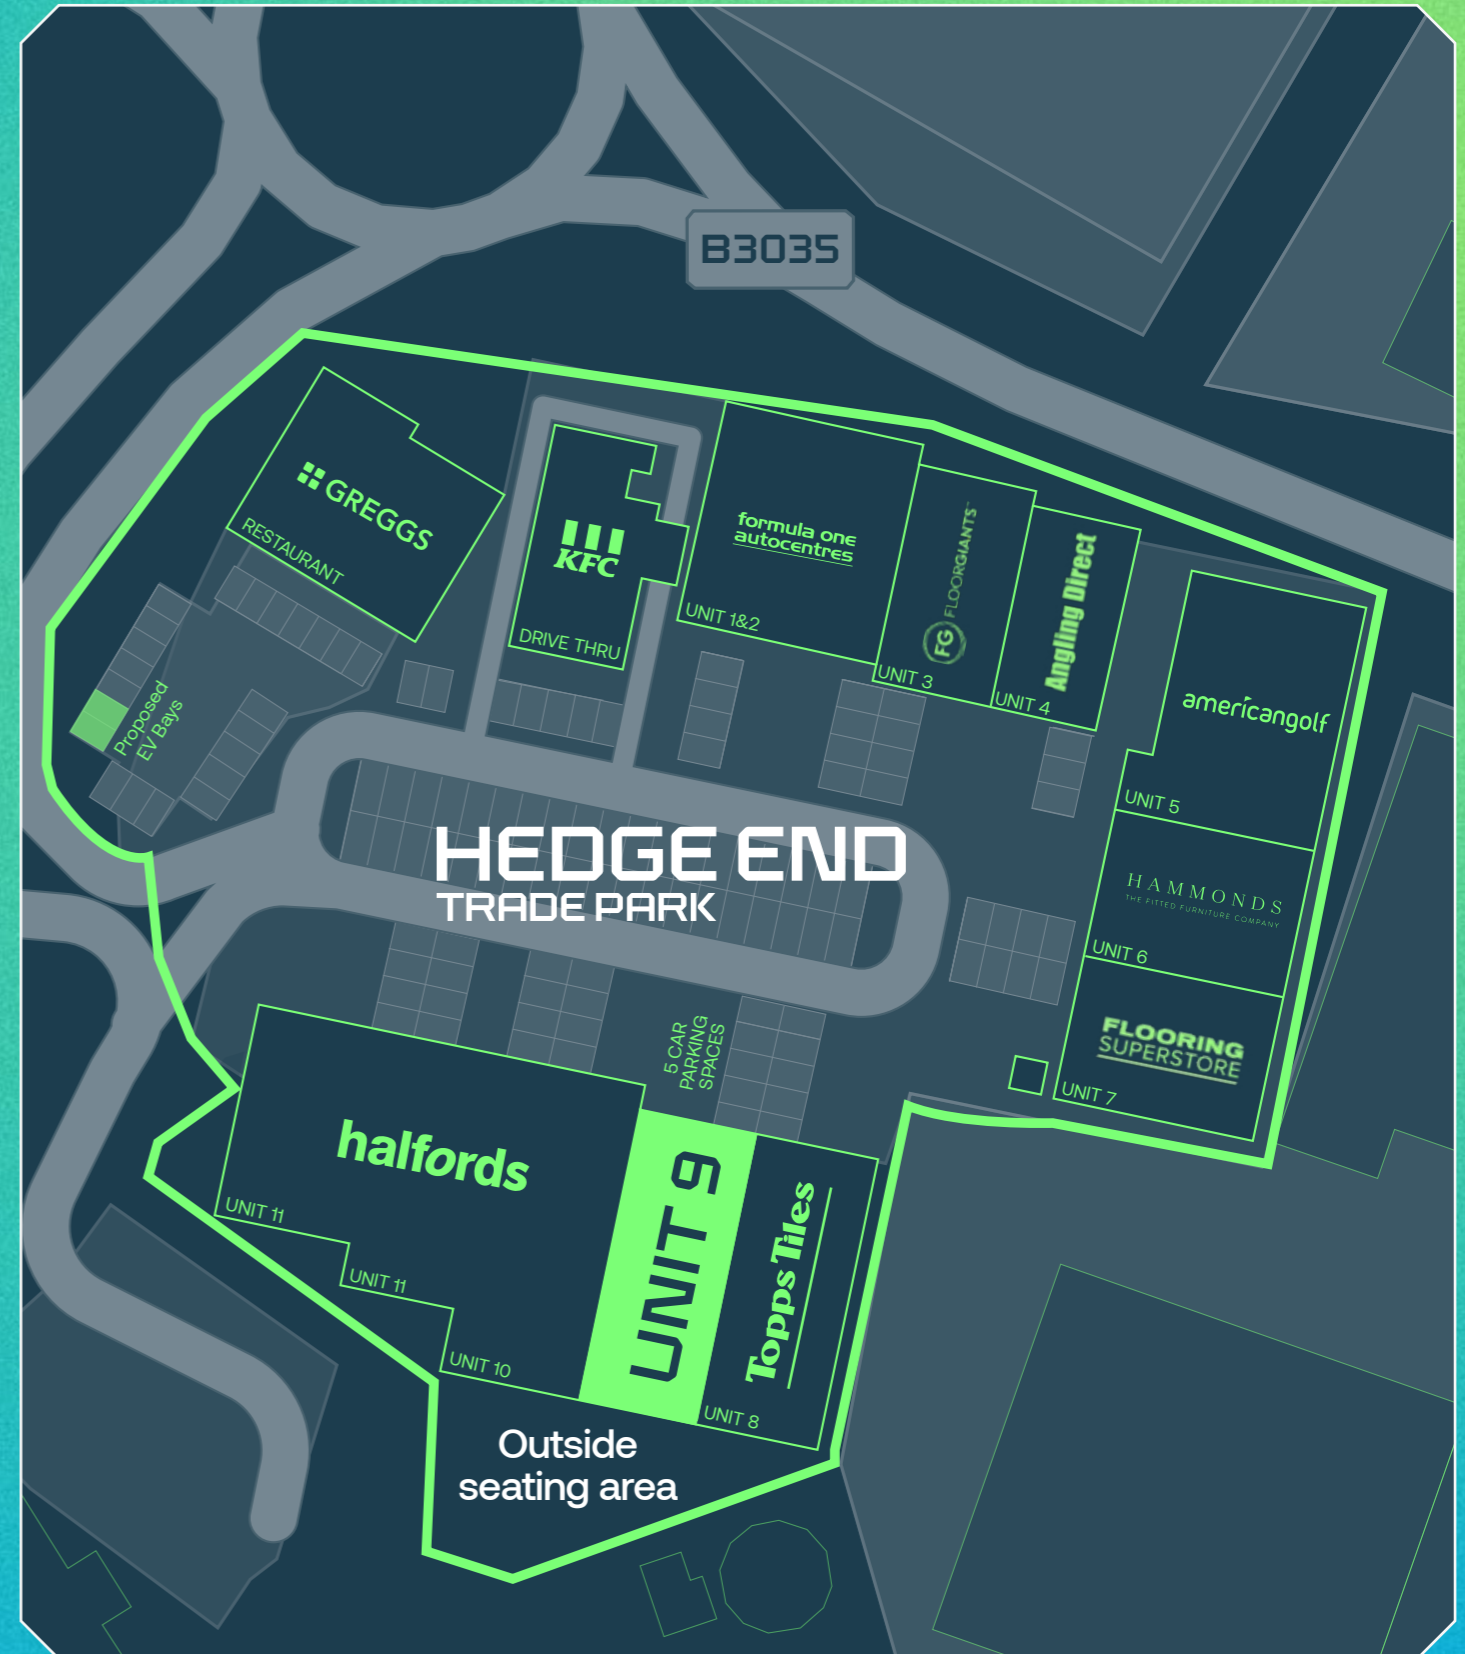 B3035
GREGGS
RESTAURANT
KFC
DRIVE THRU
formula one
autocentres
UNIT 1&2
FG FLOORGIANTS
UNIT 3
Angling Direct
UNIT 4
americangolf
UNIT 5
Proposed
EV Bays
HEDGE END
TRADE PARK
HAMMONDS
THE FITTED FURNITURE COMPANY
UNIT 6
FLOORING
SUPERSTORE
UNIT 7
5 CAR
PARKING
SPACES
halfords
UNIT 11
UNIT 11
UNIT 10
UNIT 9
Topps Tiles
UNIT 8
Outside
seating area